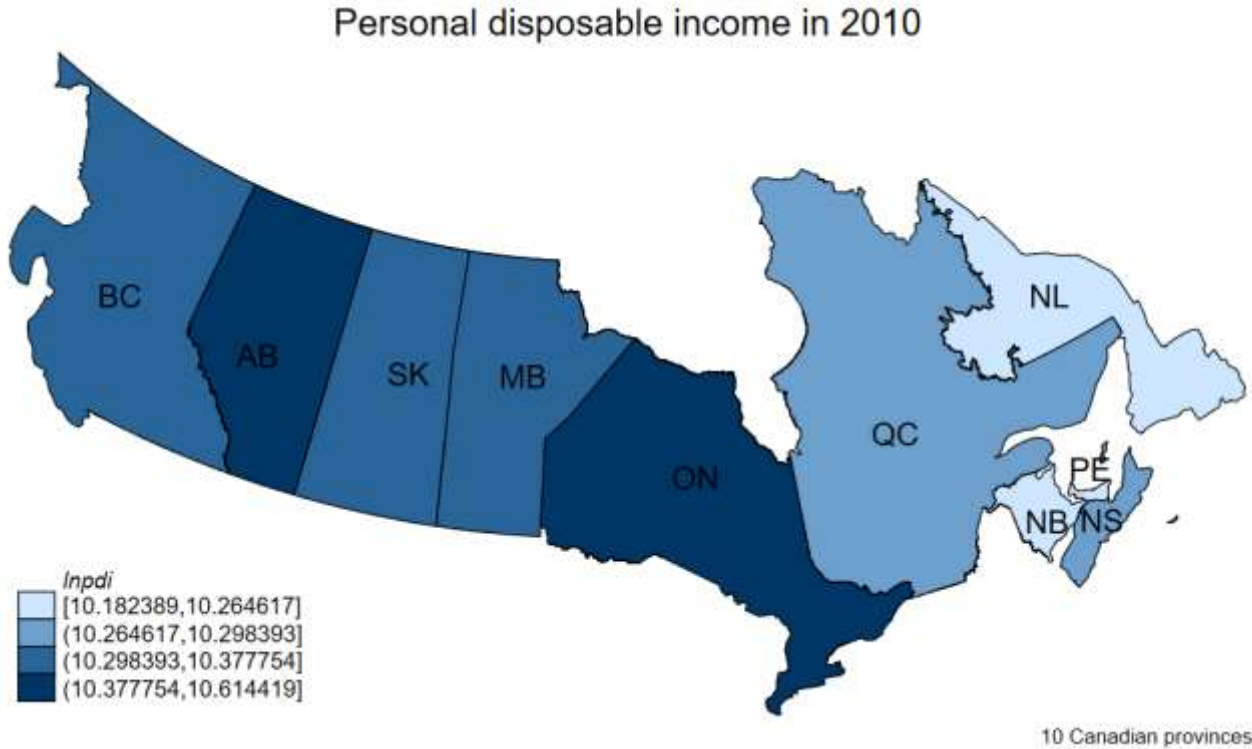 Personal disposable income in 2010
BC
AB
SK
MB
ON
QC
NL
PE
NB
NS
lnpdi
[10.182389,10.264617]
(10.264617,10.298393]
(10.298393,10.377754]
(10.377754,10.614419]
10 Canadian provinces